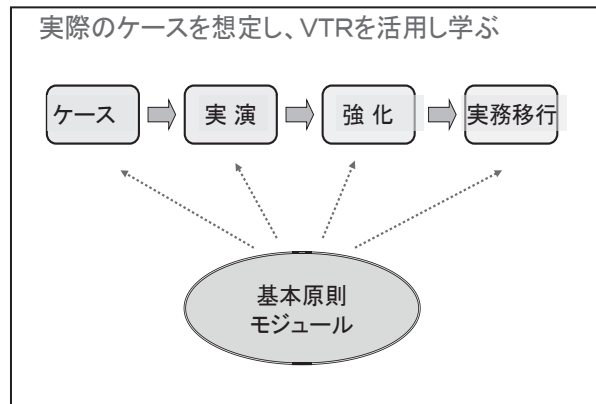 実際のケースを想定し、VTRを活用し学ぶ
ケース
実 演
強 化
実務移行
基本原則
モジュール